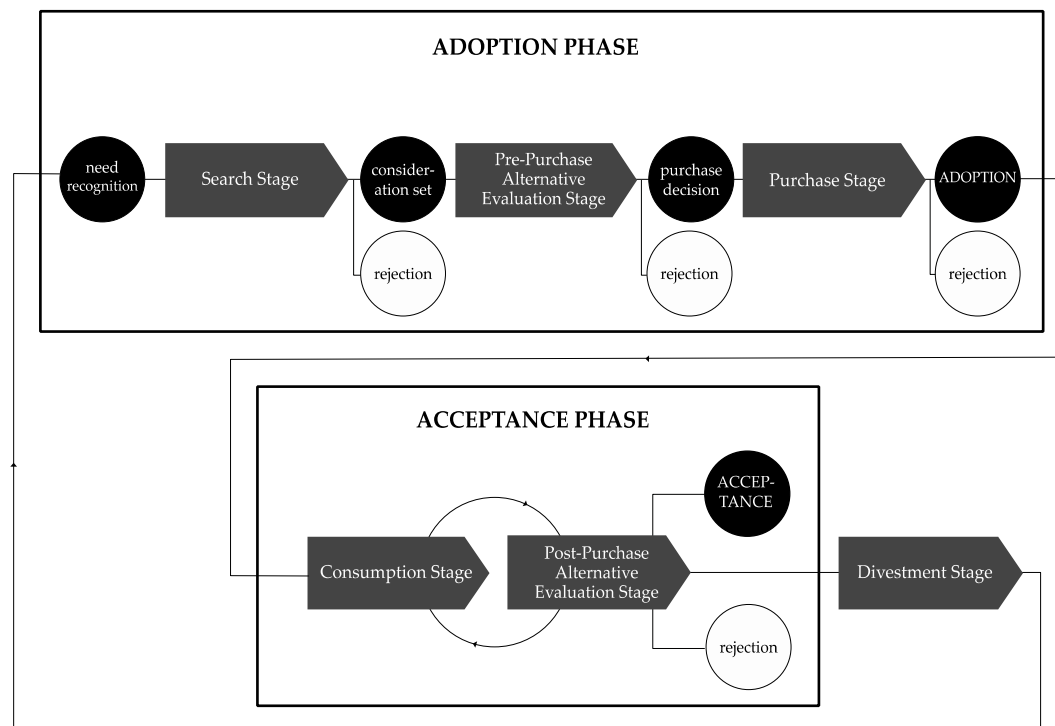 ADOPTION PHASE
need
recognition
Search Stage
consider-
ation set
rejection
Pre-Purchase
Alternative
Evaluation Stage
purchase
decision
rejection
Purchase Stage
ADOPTION
rejection
ACCEPTANCE PHASE
Consumption Stage
Post-Purchase
Alternative
Evaluation Stage
ACCEP-
TANCE
rejection
Divestment Stage